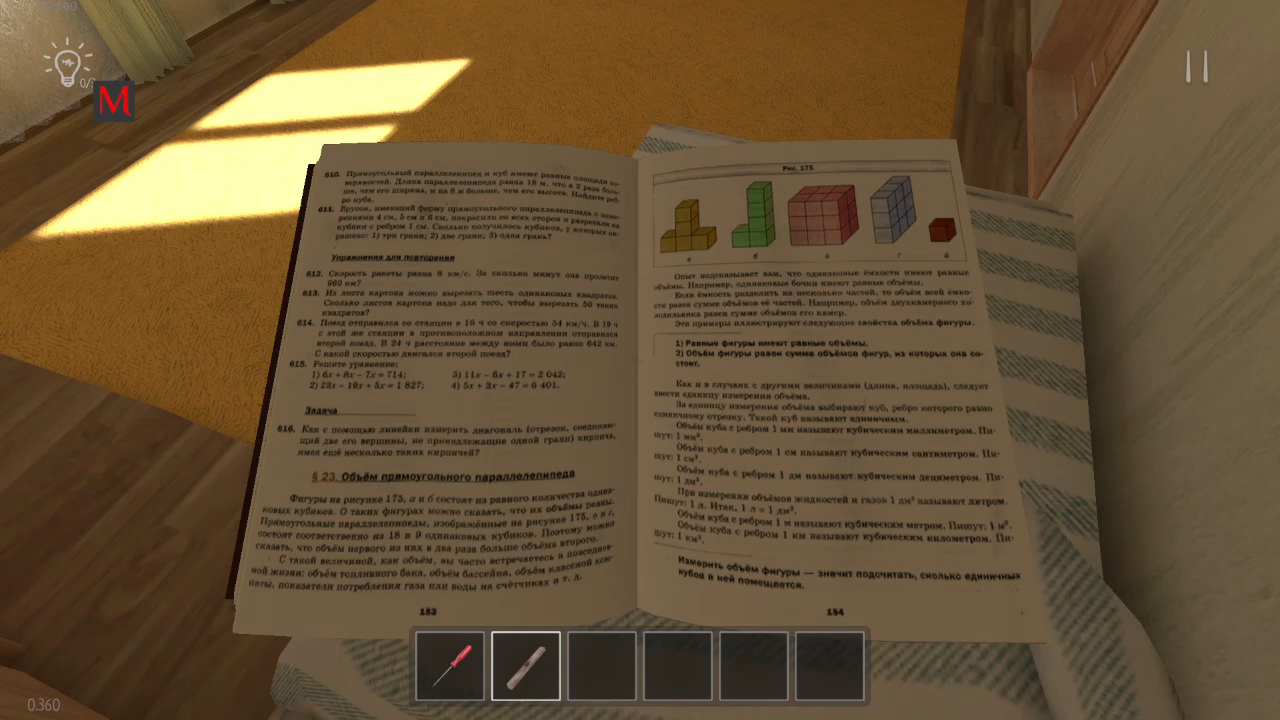 0/
M
610. Прямоугольный параллелепипед и куб имеют равные площади по-
верхностей. Длина параллелепипеда равна 18 м, что в 2 раза боль-
ше, чем его ширина, и на 8 м больше, чем его высота. Найдите реб-
ро куба.
611. Брусок, имеющий форму прямоугольного параллелепипеда с изме-
рениями 4 см, 5 см и 6 см, покрасили со всех сторон и разрезали на
кубики с ребром 1 см. Сколько получилось кубиков, у которых ок-
рашены: 1) три грани; 2) две грани; 3) одна грань?
Упражнения для повторения
612. Скорость ракеты равна 8 км/с. За сколько минут она пролетит
960 км?
613. Из листа картона можно вырезать шесть одинаковых квадратов.
Сколько листов картона надо для того, чтобы вырезать 50 таких
квадратов?
614. Поезд отправился со станции в 16 ч со скоростью 54 км/ч. В 19 ч
с этой же станции в противоположном направлении отправился
второй поезд. В 24 ч расстояние между ними было равно 642 км.
С какой скоростью двигался второй поезд?
615. Решите уравнение:
1) 6x + 8x − 7x = 714; 3) 11x − 6x + 17 = 2 042;
2) 23x − 19x + 5x = 1 827; 4) 5x + 3x − 47 = 6 401.
Задача
616. Как с помощью линейки измерить диагональ (отрезок, соединяю-
щий две его вершины, не принадлежащие одной грани) кирпича,
имея ещё несколько таких кирпичей?
§ 23. Объём прямоугольного параллелепипеда
Фигуры на рисунке 175, а и б состоят из равного количества одина-
ковых кубиков. О таких фигурах можно сказать, что их объёмы равны.
Прямоугольные параллелепипеды, изображённые на рисунке 175, в и г,
состоят соответственно из 18 и 9 одинаковых кубиков. Поэтому можно
сказать, что объём первого из них в два раза больше объёма второго.
С такой величиной, как объём, вы часто встречаетесь в повседнев-
ной жизни: объём топливного бака, объём бассейна, объём классной ком-
наты, показатели потребления газа или воды на счётчиках и т. д.
153
Рис. 175
а б в г д
Опыт подсказывает вам, что одинаковые ёмкости имеют равные
объёмы. Например, одинаковые бочки имеют равные объёмы.
Если ёмкость разделить на несколько частей, то объём всей ёмко-
сти равен сумме объёмов её частей. Например, объём двухкамерного хо-
лодильника равен сумме объёмов его камер.
Эти примеры иллюстрируют следующие свойства объёма фигуры.
1) Равные фигуры имеют равные объёмы.
2) Объём фигуры равен сумме объёмов фигур, из которых она со-
стоит.
Как и в случаях с другими величинами (длина, площадь), следует
ввести единицу измерения объёма.
За единицу измерения объёма выбирают куб, ребро которого равно
единичному отрезку. Такой куб называют единичным.
Объём куба с ребром 1 мм называют кубическим миллиметром. Пи-
шут: 1 мм³.
Объём куба с ребром 1 см называют кубическим сантиметром. Пи-
шут: 1 см³.
Объём куба с ребром 1 дм называют кубическим дециметром. Пи-
шут: 1 дм³.
При измерении объёмов жидкостей и газов 1 дм³ называют литром.
Пишут: 1 л. Итак, 1 л = 1 дм³.
Объём куба с ребром 1 м называют кубическим метром. Пишут: 1 м³.
Объём куба с ребром 1 км называют кубическим километром. Пи-
шут: 1 км³.
Измерить объём фигуры — значит подсчитать, сколько единичных
кубов в ней помещается.
154
0.360